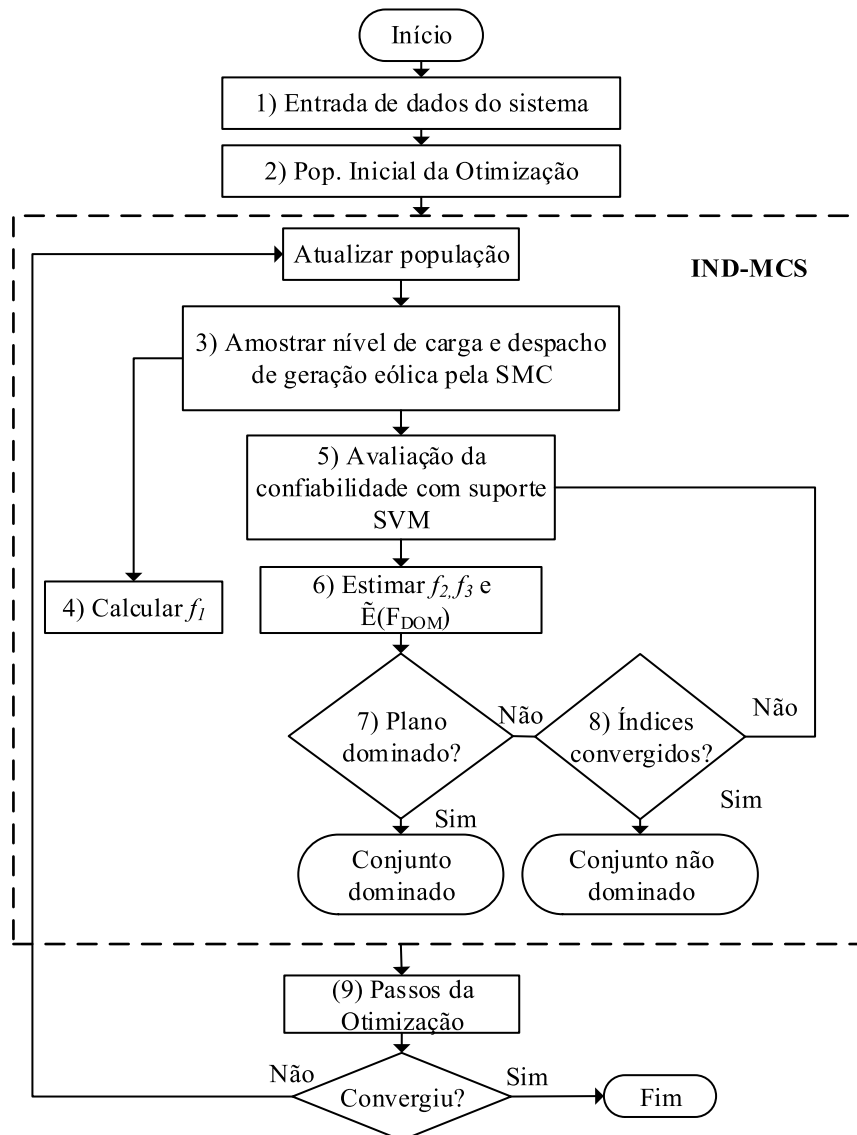 Início
1) Entrada de dados do sistema
2) Pop. Inicial da Otimização
Atualizar população
IND-MCS
3) Amostrar nível de carga e despacho
de geração eólica pela SMC
5) Avaliação da
confiabilidade com suporte
SVM
4) Calcular f1
6) Estimar f2,f3 e
Ẽ(FDOM)
7) Plano
dominado?
Não
8) Índices
convergidos?
Não
Sim
Sim
Conjunto
dominado
Conjunto não
dominado
(9) Passos da
Otimização
Não
Convergiu?
Sim
Fim